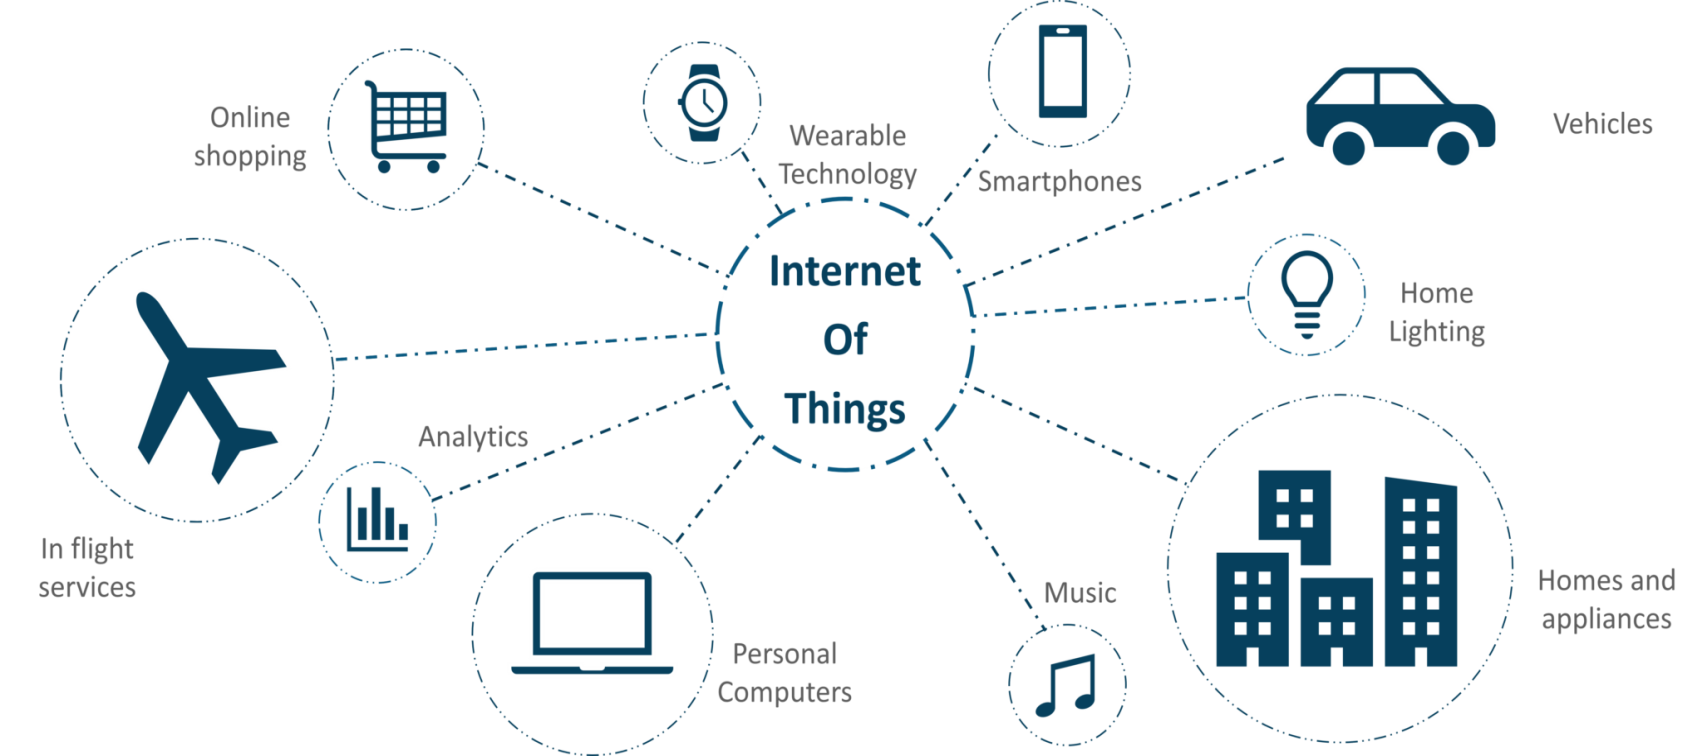 Online
shopping
Wearable
Technology
Smartphones
Vehicles
Internet
Of
Things
Home
Lighting
Analytics
In flight
services
Personal
Computers
Music
Homes and
appliances